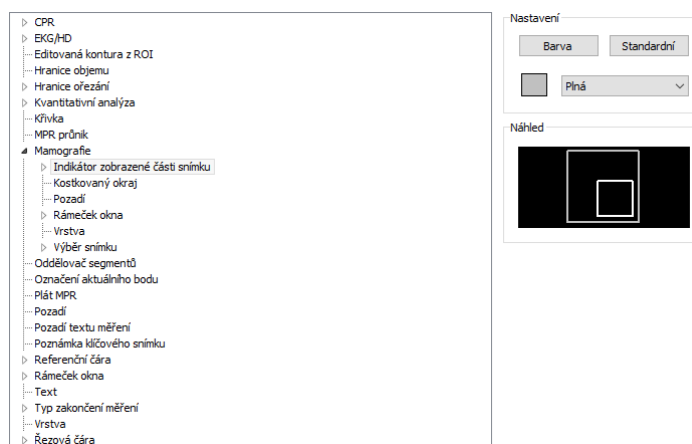 CPR
EKG/HD
Editovaná kontura z ROI
Hranice objemu
Hranice ořezání
Kvantitativní analýza
Křivka
MPR průnik
Mamografie
Indikátor zobrazené části snímku
Kostkovaný okraj
Pozadí
Rámeček okna
Vrstva
Výběr snímku
Oddělovač segmentů
Označení aktuálního bodu
Plát MPR
Pozadí
Pozadí textu měření
Poznámka klíčového snímku
Referenční čára
Rámeček okna
Text
Typ zakončení měření
Vrstva
Řezová čára
Nastavení
Barva
Standardní
Plná
Náhled